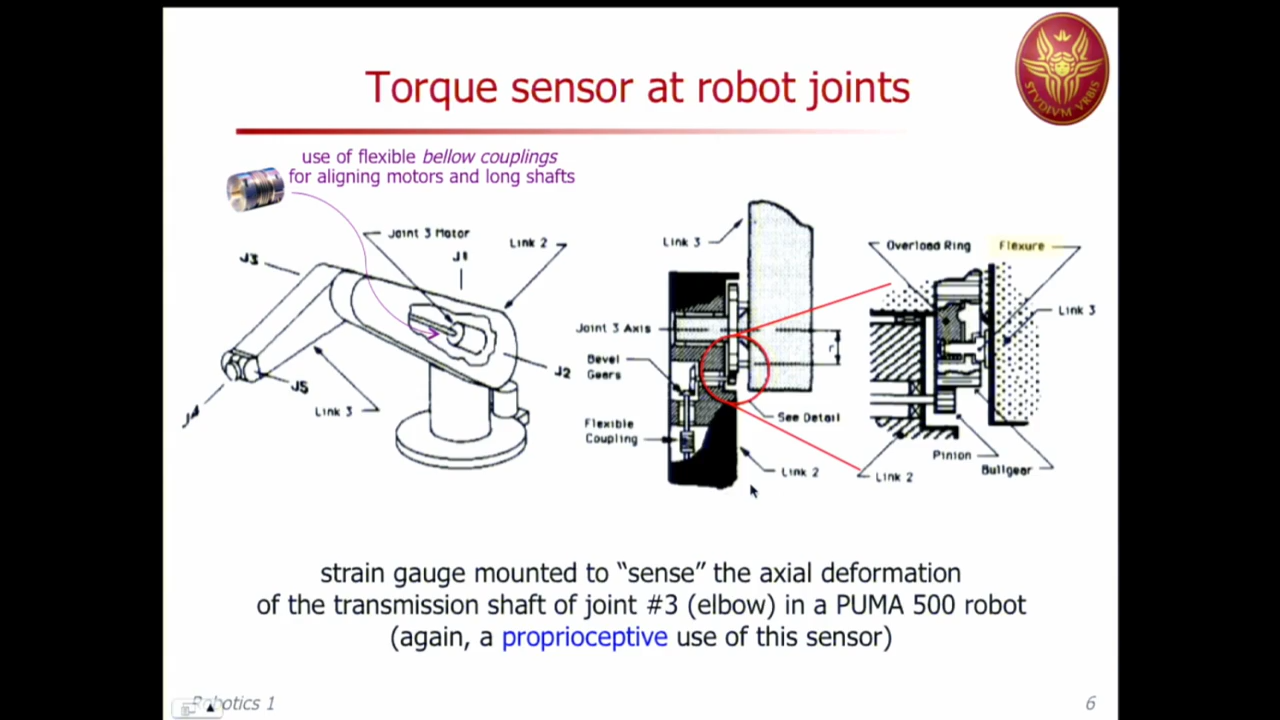 Torque sensor at robot joints
STVDIVM VRBIS
use of flexible bellow couplings
for aligning motors and long shafts
Joint 3 Motor
Link 2
J1
J3
J2
J5
J4
Link 3
Link 3
Joint 3 Axis
Bevel
Gears
Flexible
Coupling
r
See Detail
Link 2
Overload Ring
Flexure
Link 3
Pinion
Bullgear
Link 2
strain gauge mounted to “sense” the axial deformation
of the transmission shaft of joint #3 (elbow) in a PUMA 500 robot
(again, a proprioceptive use of this sensor)
Robotics 1
6